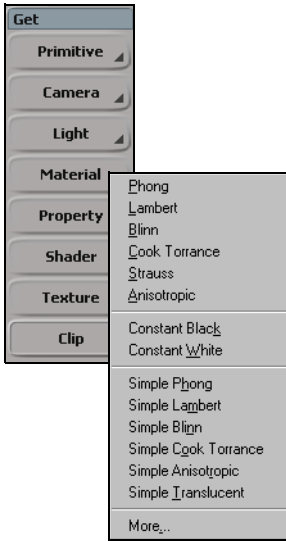 Get
Primitive
Camera
Light
Material
Property
Shader
Texture
Clip
Phong
Lambert
Blinn
Cook Torrance
Strauss
Anisotropic
Constant Black
Constant White
Simple Phong
Simple Lambert
Simple Blinn
Simple Cook Torrance
Simple Anisotropic
Simple Translucent
More...